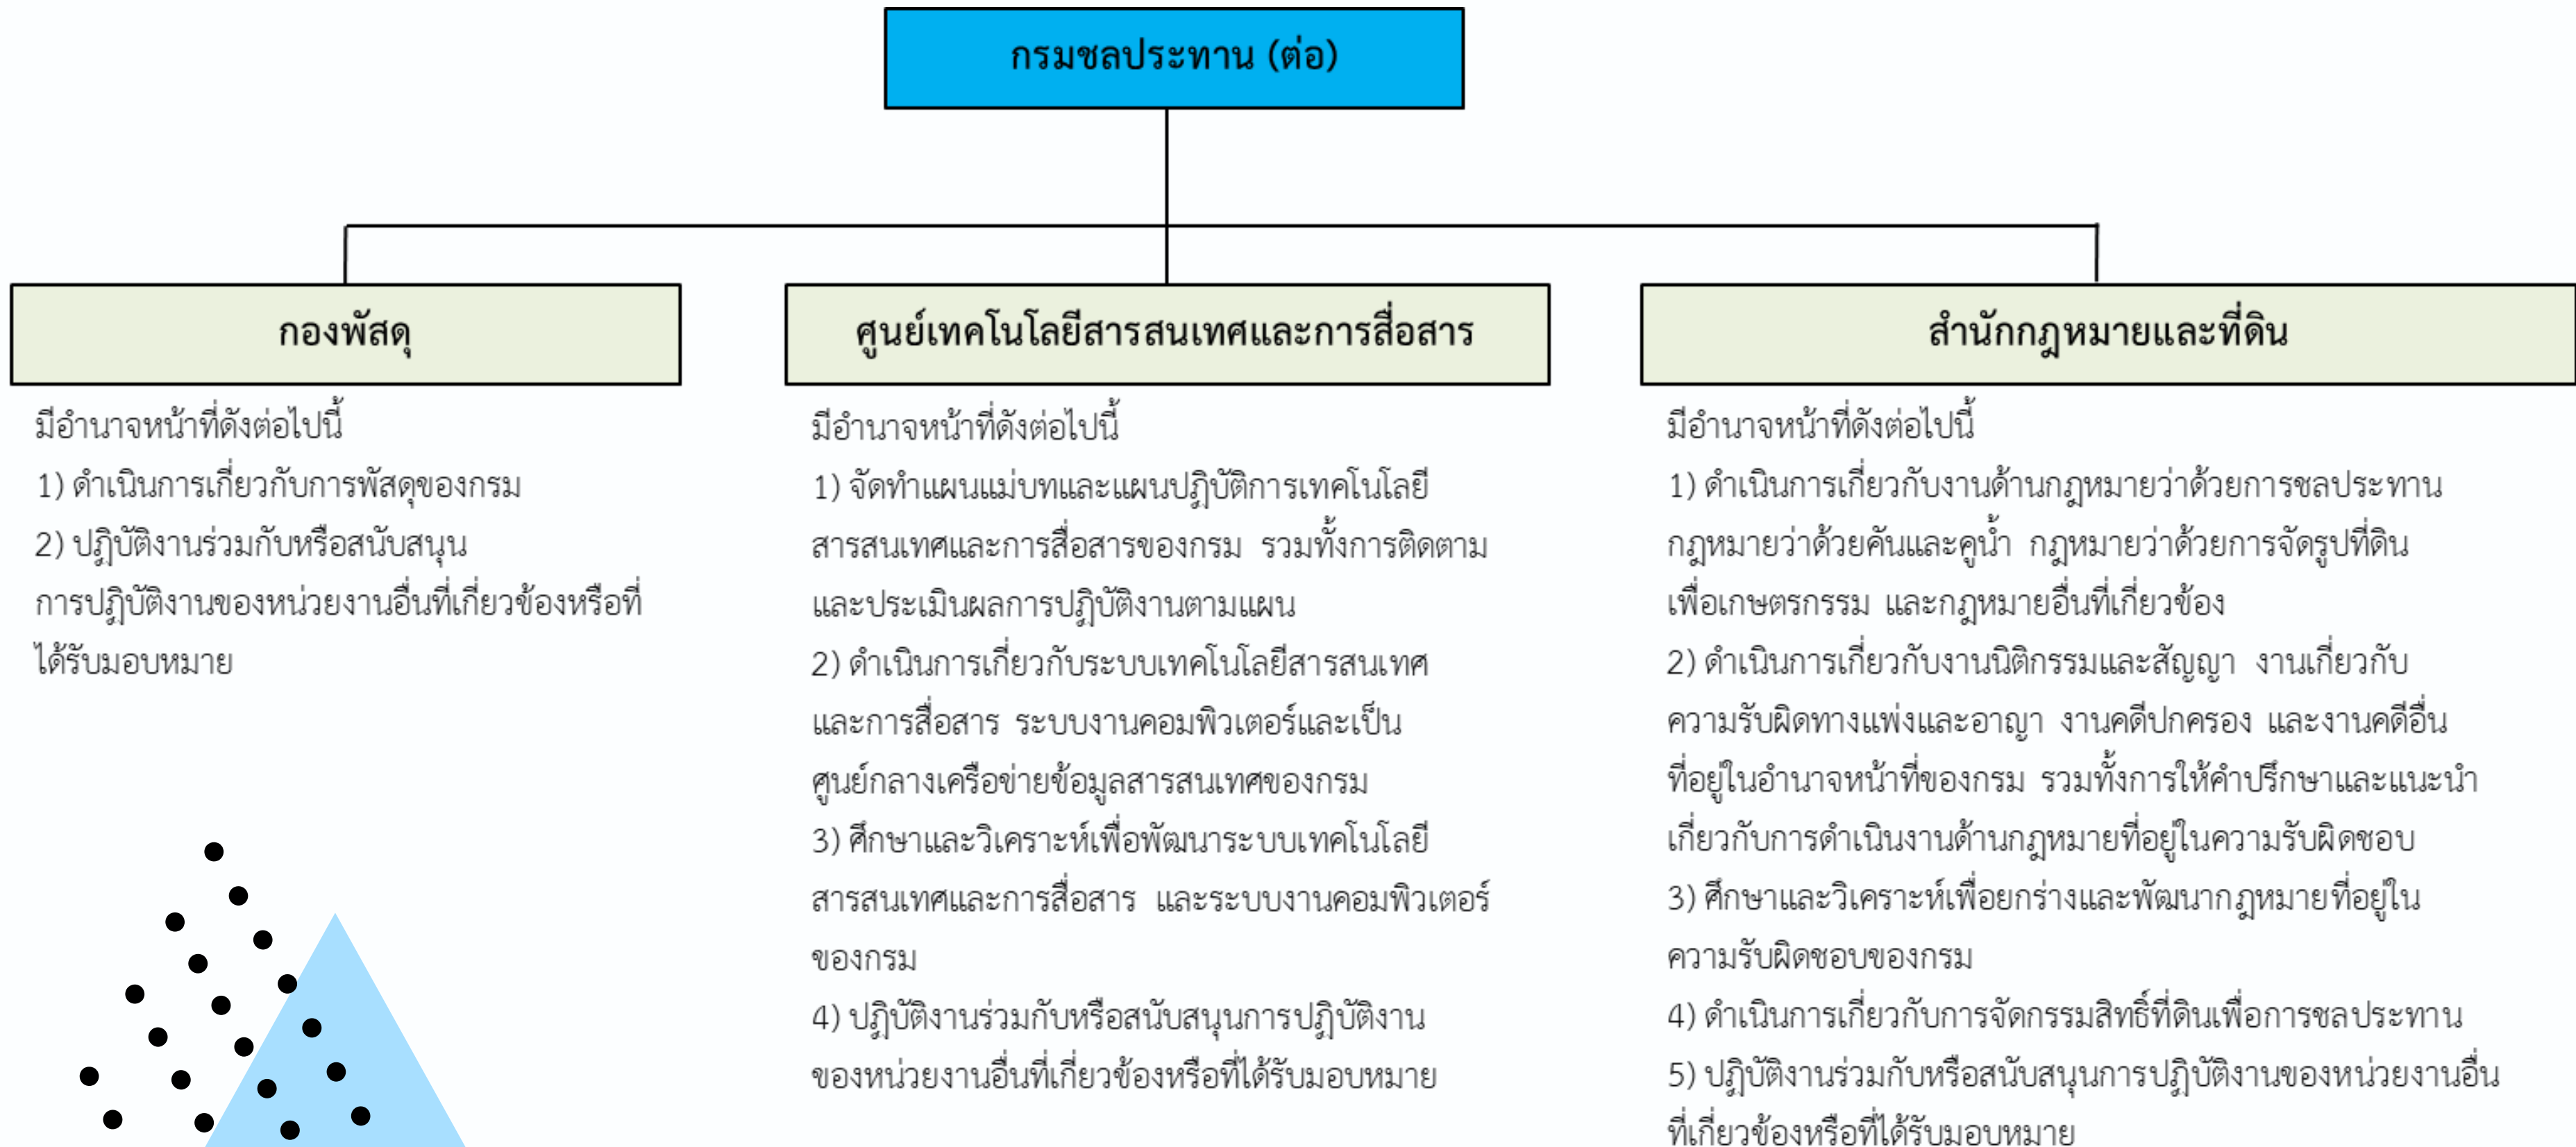 กรมชลประทาน (ต่อ)
กองพัสดุ
มีอำนาจหน้าที่ดังต่อไปนี้
1) ดำเนินการเกี่ยวกับการพัสดุของกรม
2) ปฏิบัติงานร่วมกับหรือสนับสนุน
การปฏิบัติงานของหน่วยงานอื่นที่เกี่ยวข้องหรือที่
ได้รับมอบหมาย
ศูนย์เทคโนโลยีสารสนเทศและการสื่อสาร
มีอำนาจหน้าที่ดังต่อไปนี้
1) จัดทำแผนแม่บทและแผนปฏิบัติการเทคโนโลยี
สารสนเทศและการสื่อสารของกรม รวมทั้งการติดตาม
และประเมินผลการปฏิบัติงานตามแผน
2) ดำเนินการเกี่ยวกับระบบเทคโนโลยีสารสนเทศ
และการสื่อสาร ระบบงานคอมพิวเตอร์และเป็น
ศูนย์กลางเครือข่ายข้อมูลสารสนเทศของกรม
3) ศึกษาและวิเคราะห์เพื่อพัฒนาระบบเทคโนโลยี
สารสนเทศและการสื่อสาร และระบบงานคอมพิวเตอร์
ของกรม
4) ปฏิบัติงานร่วมกับหรือสนับสนุนการปฏิบัติงาน
ของหน่วยงานอื่นที่เกี่ยวข้องหรือที่ได้รับมอบหมาย
สำนักกฎหมายและที่ดิน
มีอำนาจหน้าที่ดังต่อไปนี้
1) ดำเนินการเกี่ยวกับงานด้านกฎหมายว่าด้วยการชลประทาน
กฎหมายว่าด้วยคันและคูน้ำ กฎหมายว่าด้วยการจัดรูปที่ดิน
เพื่อเกษตรกรรม และกฎหมายอื่นที่เกี่ยวข้อง
2) ดำเนินการเกี่ยวกับงานนิติกรรมและสัญญา งานเกี่ยวกับ
ความรับผิดทางแพ่งและอาญา งานคดีปกครอง และงานคดีอื่น
ที่อยู่ในอำนาจหน้าที่ของกรม รวมทั้งการให้คำปรึกษาและแนะนำ
เกี่ยวกับการดำเนินงานด้านกฎหมายที่อยู่ในความรับผิดชอบ
3) ศึกษาและวิเคราะห์เพื่อยกร่างและพัฒนากฎหมายที่อยู่ใน
ความรับผิดชอบของกรม
4) ดำเนินการเกี่ยวกับการจัดกรรมสิทธิ์ที่ดินเพื่อการชลประทาน
5) ปฏิบัติงานร่วมกับหรือสนับสนุนการปฏิบัติงานของหน่วยงานอื่น
ที่เกี่ยวข้องหรือที่ได้รับมอบหมาย